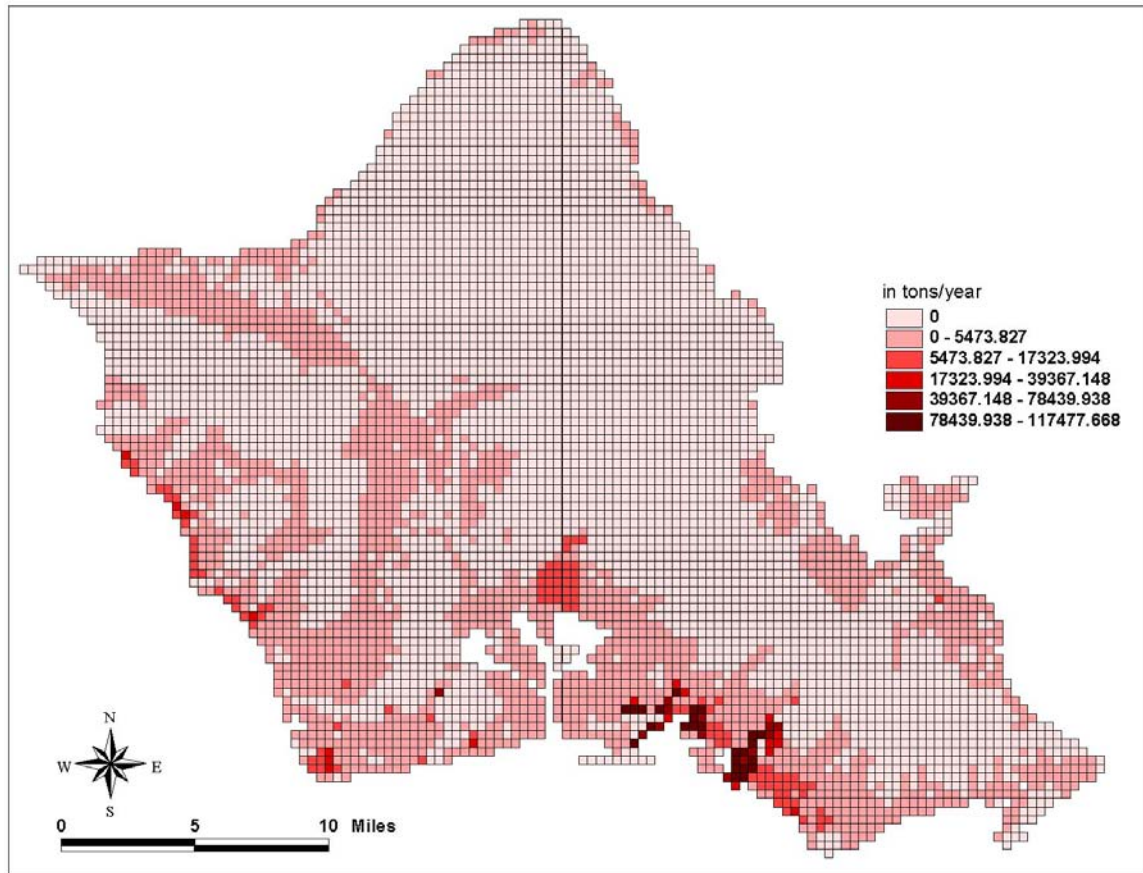 in tons/year
0
0 - 5473.827
5473.827 - 17323.994
17323.994 - 39367.148
39367.148 - 78439.938
78439.938 - 117477.668
N
W E
S
0 5 10 Miles